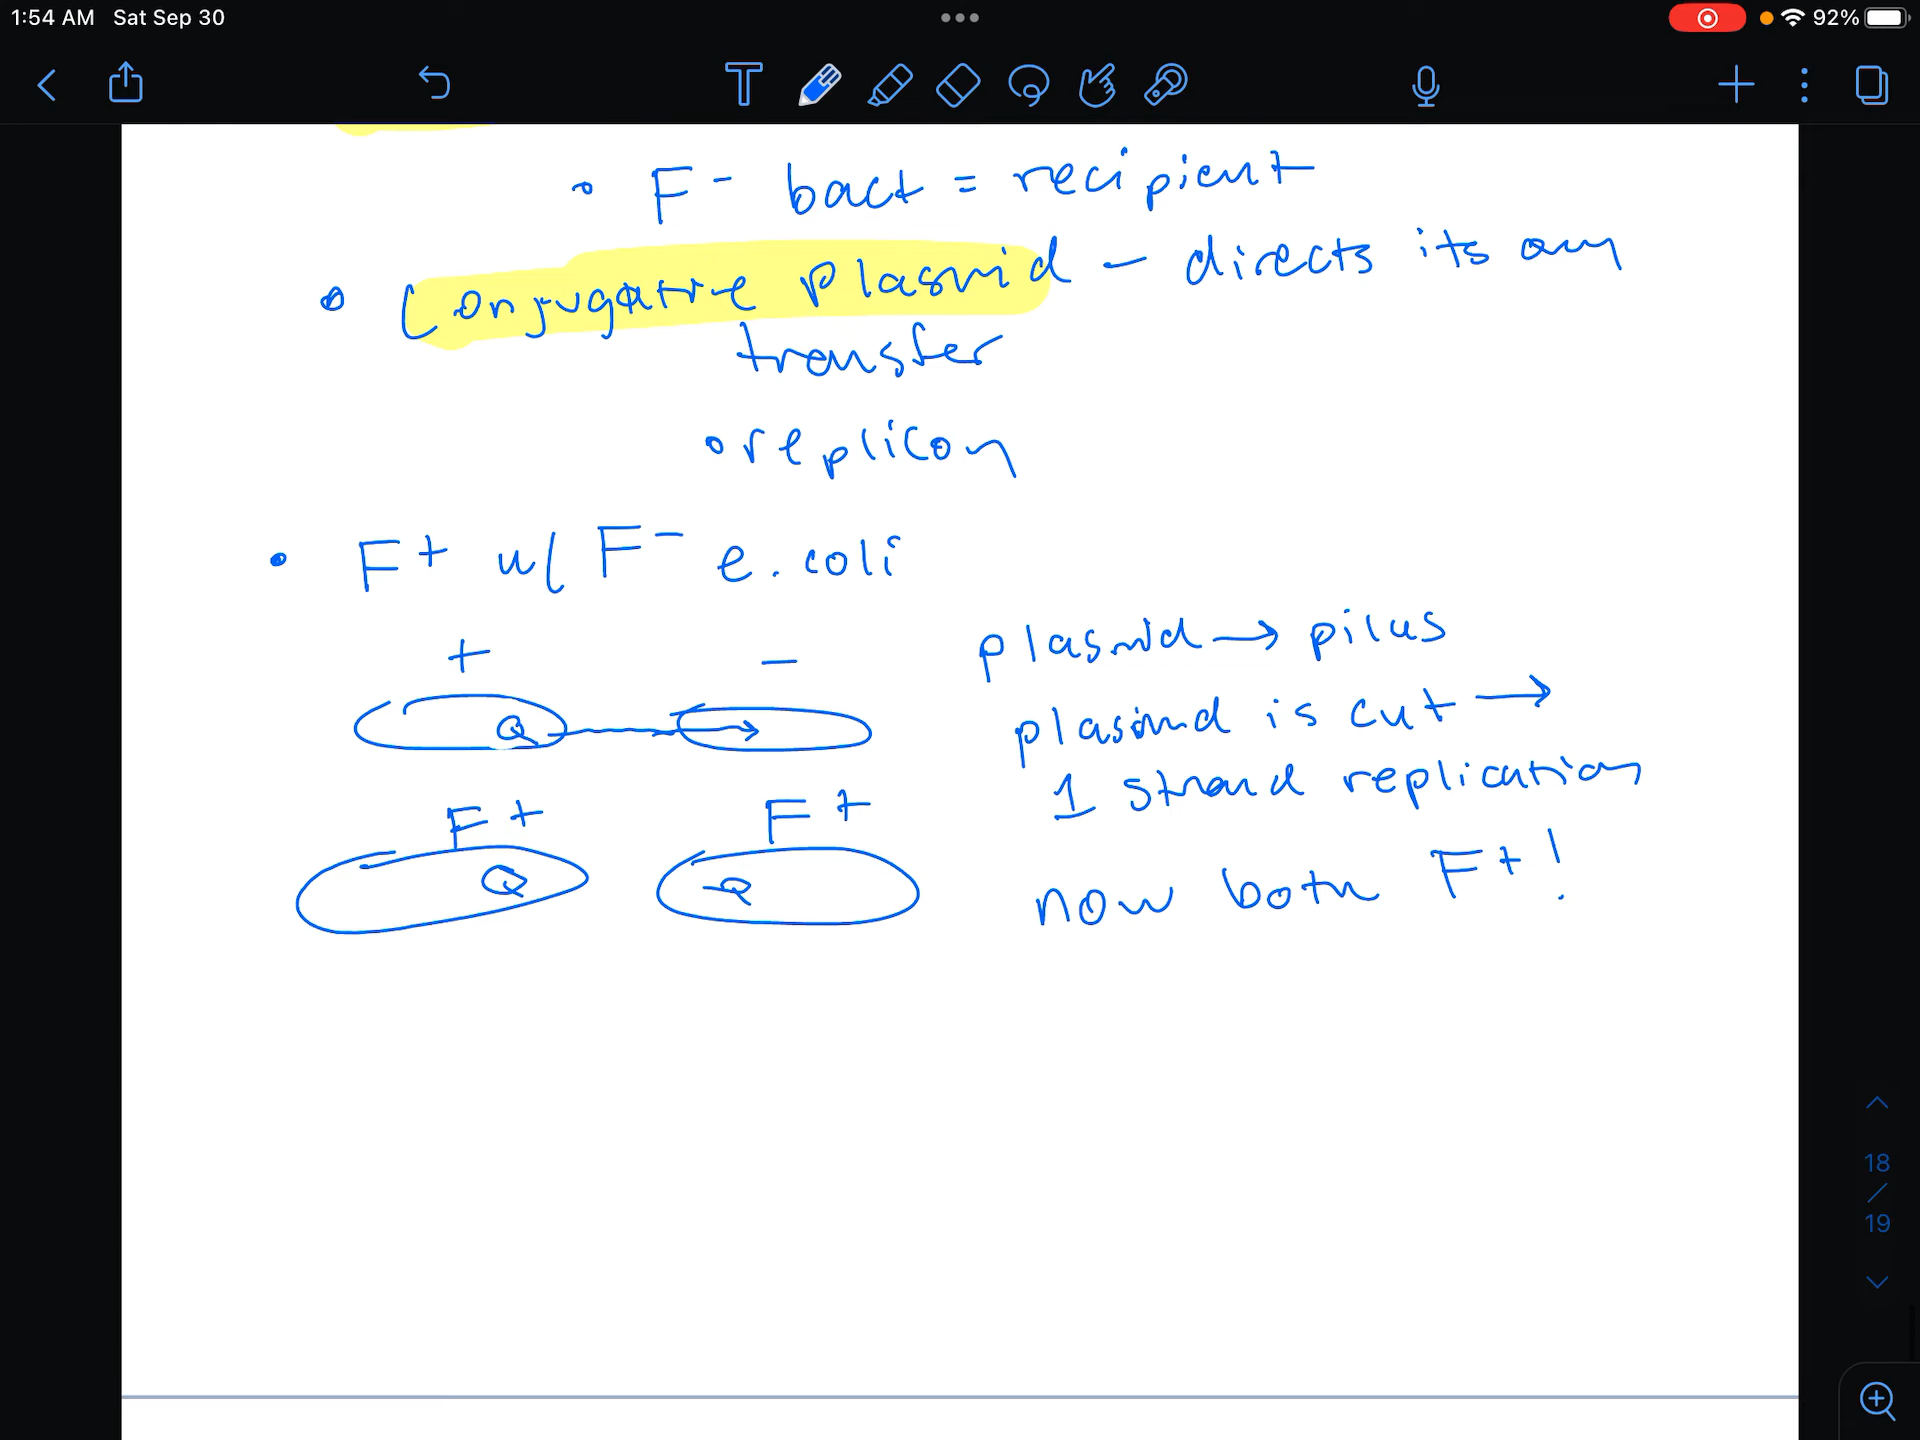 1:54 AM Sat Sep 30 92%
F- bact = recipient
Conjugative Plasmid - directs its own
transfer
replicon
F+ w/ F- e. coli
+ -
plasmid → pilus
plasmid is cut →
1 strand replication
F+ F+
now both F+!
18
/
19